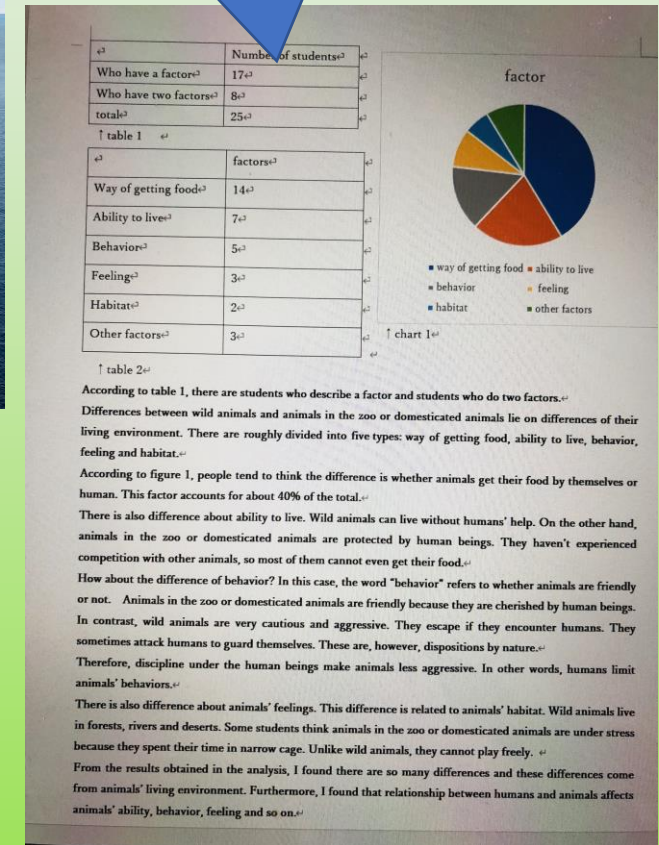 Number of students
Who have a factor 17
Who have two factors 8
total 25
↑ table 1
factors
Way of getting food 14
Ability to live 7
Behavior 5
Feeling 3
Habitat 2
Other factors 3
↑ table 2
factor
way of getting food ability to live
behavior feeling
habitat other factors
↑ chart 1
According to table 1, there are students who describe a factor and students who do two factors.
Differences between wild animals and animals in the zoo or domesticated animals lie on differences of their
living environment. There are roughly divided into five types: way of getting food, ability to live, behavior,
feeling and habitat.
According to figure 1, people tend to think the difference is whether animals get their food by themselves or
human. This factor accounts for about 40% of the total.
There is also difference about ability to live. Wild animals can live without humans' help. On the other hand,
animals in the zoo or domesticated animals are protected by human beings. They haven't experienced
competition with other animals, so most of them cannot even get their food.
How about the difference of behavior? In this case, the word "behavior" refers to whether animals are friendly
or not. Animals in the zoo or domesticated animals are friendly because they are cherished by human beings.
In contrast, wild animals are very cautious and aggressive. They escape if they encounter humans. They
sometimes attack humans to guard themselves. These are, however, dispositions by nature.
Therefore, discipline under the human beings make animals less aggressive. In other words, humans limit
animals' behaviors.
There is also difference about animals' feelings. This difference is related to animals' habitat. Wild animals live
in forests, rivers and deserts. Some students think animals in the zoo or domesticated animals are under stress
because they spent their time in narrow cage. Unlike wild animals, they cannot play freely.
From the results obtained in the analysis, I found there are so many differences and these differences come
from animals' living environment. Furthermore, I found that relationship between humans and animals affects
animals' ability, behavior, feeling and so on.